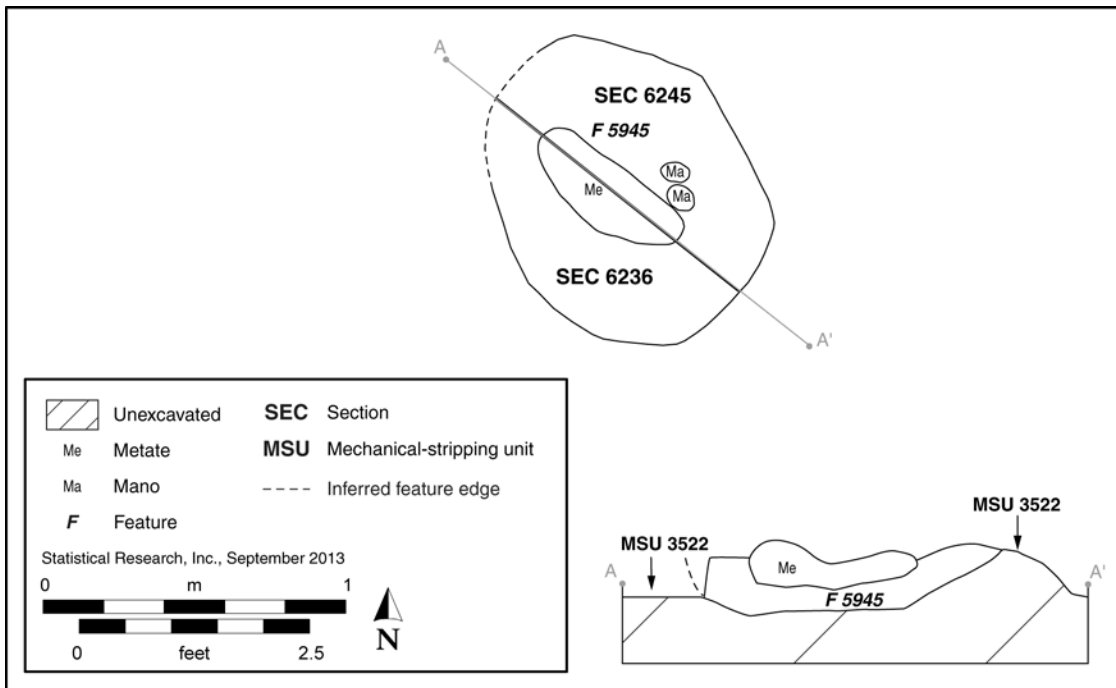 A
SEC 6245
F 5945
Ma
Ma
Me
SEC 6236
A'
Unexcavated
Me Metate
Ma Mano
F Feature
SEC Section
MSU Mechanical-stripping unit
Inferred feature edge
Statistical Research, Inc., September 2013
0 m 1
0 feet 2.5
N
MSU 3522
MSU 3522
A
Me
A'
F 5945